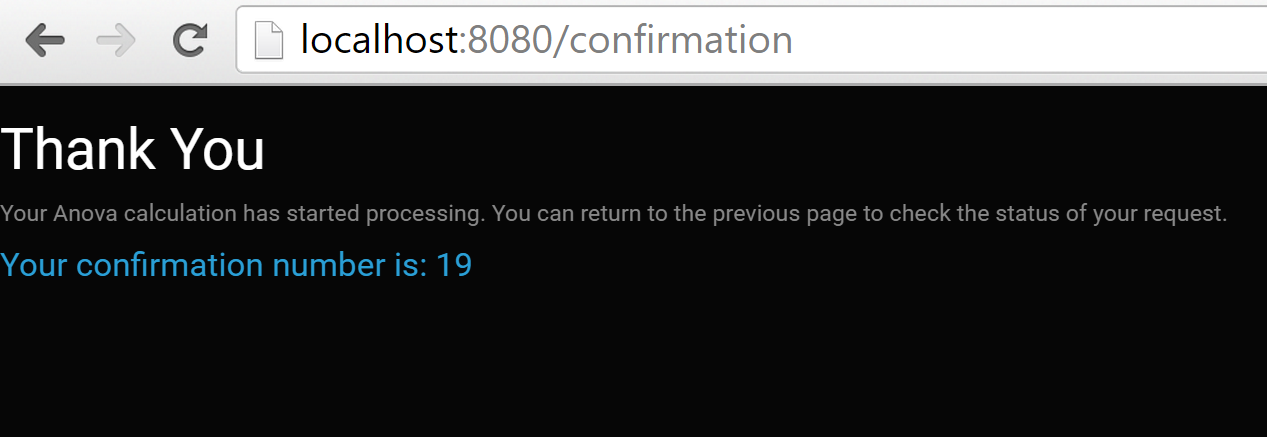 localhost:8080/confirmation
Thank You
Your Anova calculation has started processing. You can return to the previous page to check the status of your request.
Your confirmation number is: 19